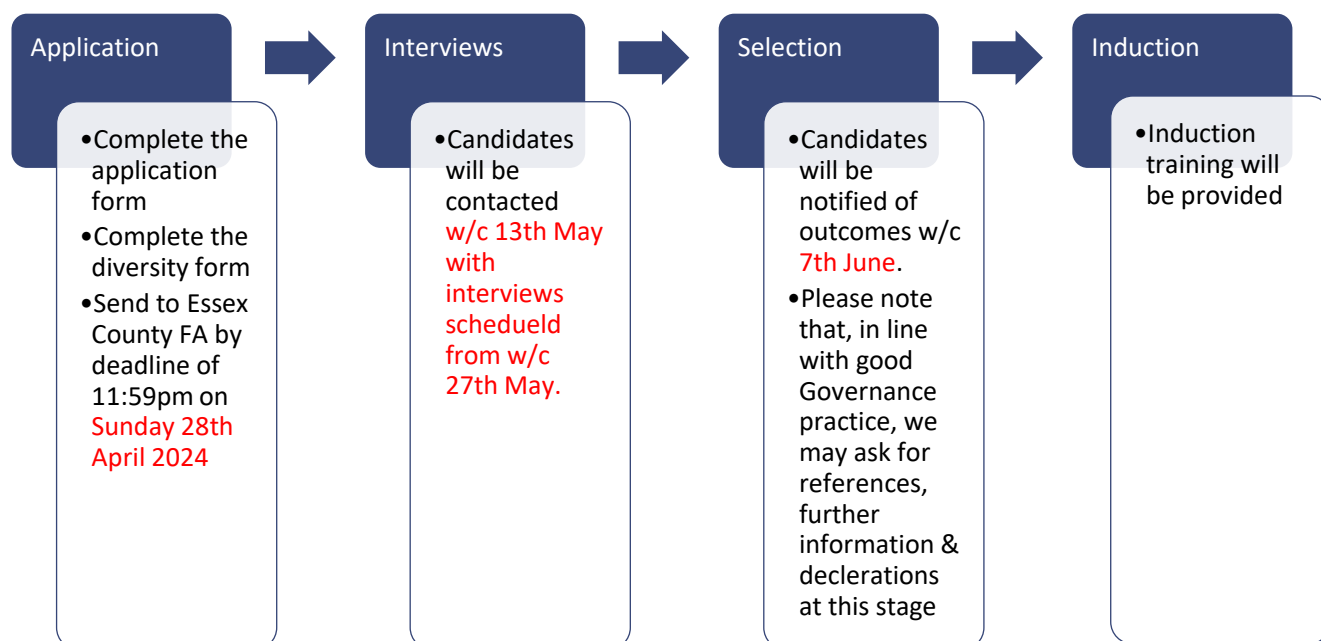 Application
•Complete the
application
form
•Complete the
diversity form
•Send to Essex
County FA by
deadline of
11:59pm on
Sunday 28th
April 2024
Interviews
•Candidates
will be
contacted
w/c 13th May
with
interviews
schedueld
from w/c
27th May.
Selection
•Candidates
will be
notified of
outcomes w/c
7th June.
•Please note
that, in line
with good
Governance
practice, we
may ask for
references,
further
information &
declerations
at this stage
Induction
•Induction
training will
be provided